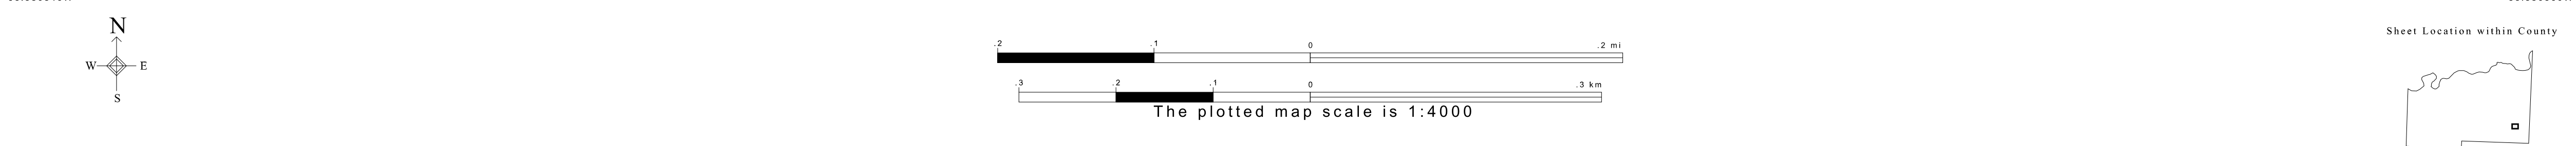 N
W E
S
.2 .1 0 .2 mi
.3 .2 .1 0 .3 km
The plotted map scale is 1:4000
Sheet Location within County